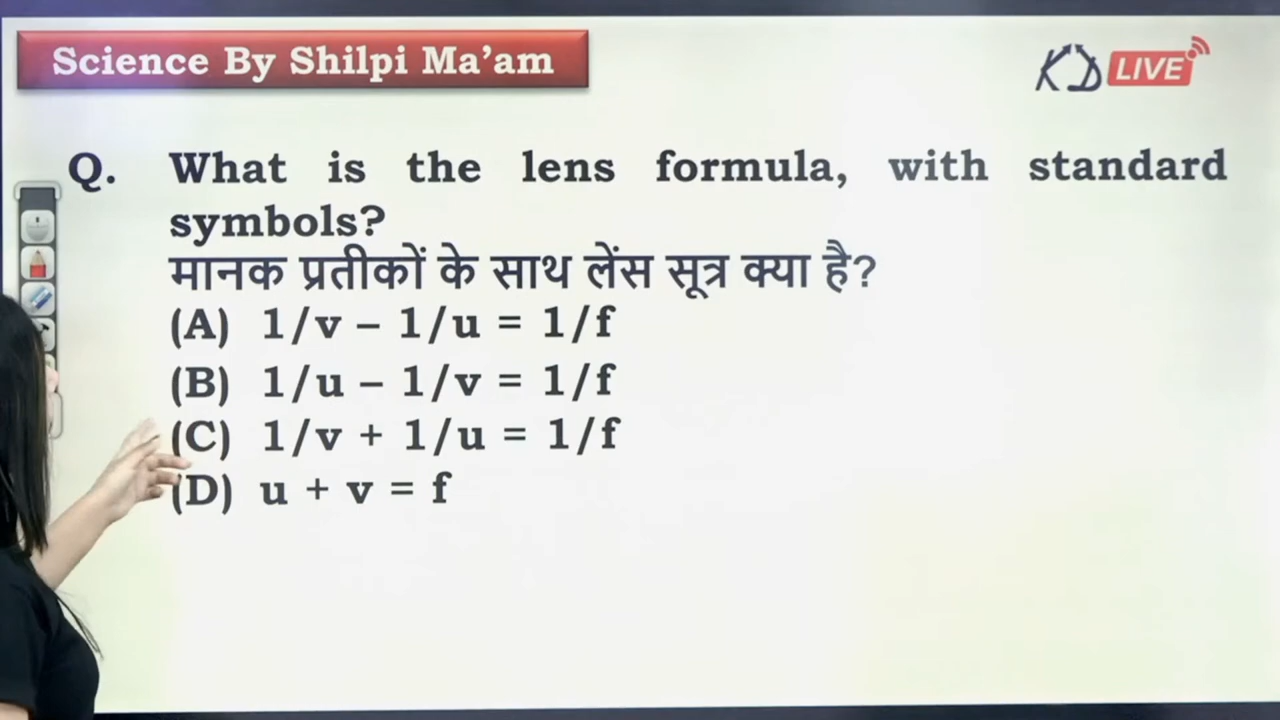 Science By Shilpi Ma’am
KD LIVE
Q. What is the lens formula, with standard
symbols?
मानक प्रतीकों के साथ लेंस सूत्र क्या है?
(A) 1/v – 1/u = 1/f
(B) 1/u – 1/v = 1/f
(C) 1/v + 1/u = 1/f
(D) u + v = f